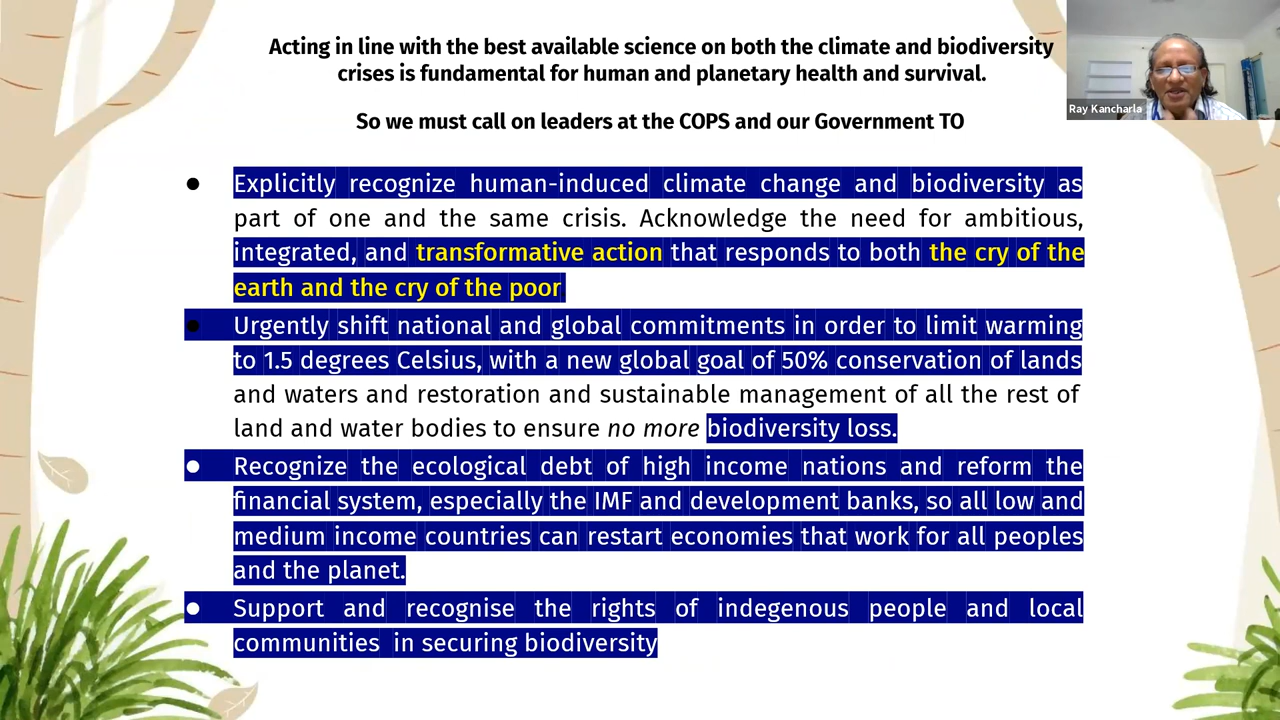 Acting in line with the best available science on both the climate and biodiversity
crises is fundamental for human and planetary health and survival.
So we must call on leaders at the COPS and our Government TO
Ray Kancharla
● Explicitly recognize human-induced climate change and biodiversity as
part of one and the same crisis. Acknowledge the need for ambitious,
integrated, and transformative action that responds to both the cry of the
earth and the cry of the poor
● Urgently shift national and global commitments in order to limit warming
to 1.5 degrees Celsius, with a new global goal of 50% conservation of lands
and waters and restoration and sustainable management of all the rest of
land and water bodies to ensure no more biodiversity loss.
● Recognize the ecological debt of high income nations and reform the
financial system, especially the IMF and development banks, so all low and
medium income countries can restart economies that work for all peoples
and the planet.
● Support and recognise the rights of indegenous people and local
communities in securing biodiversity